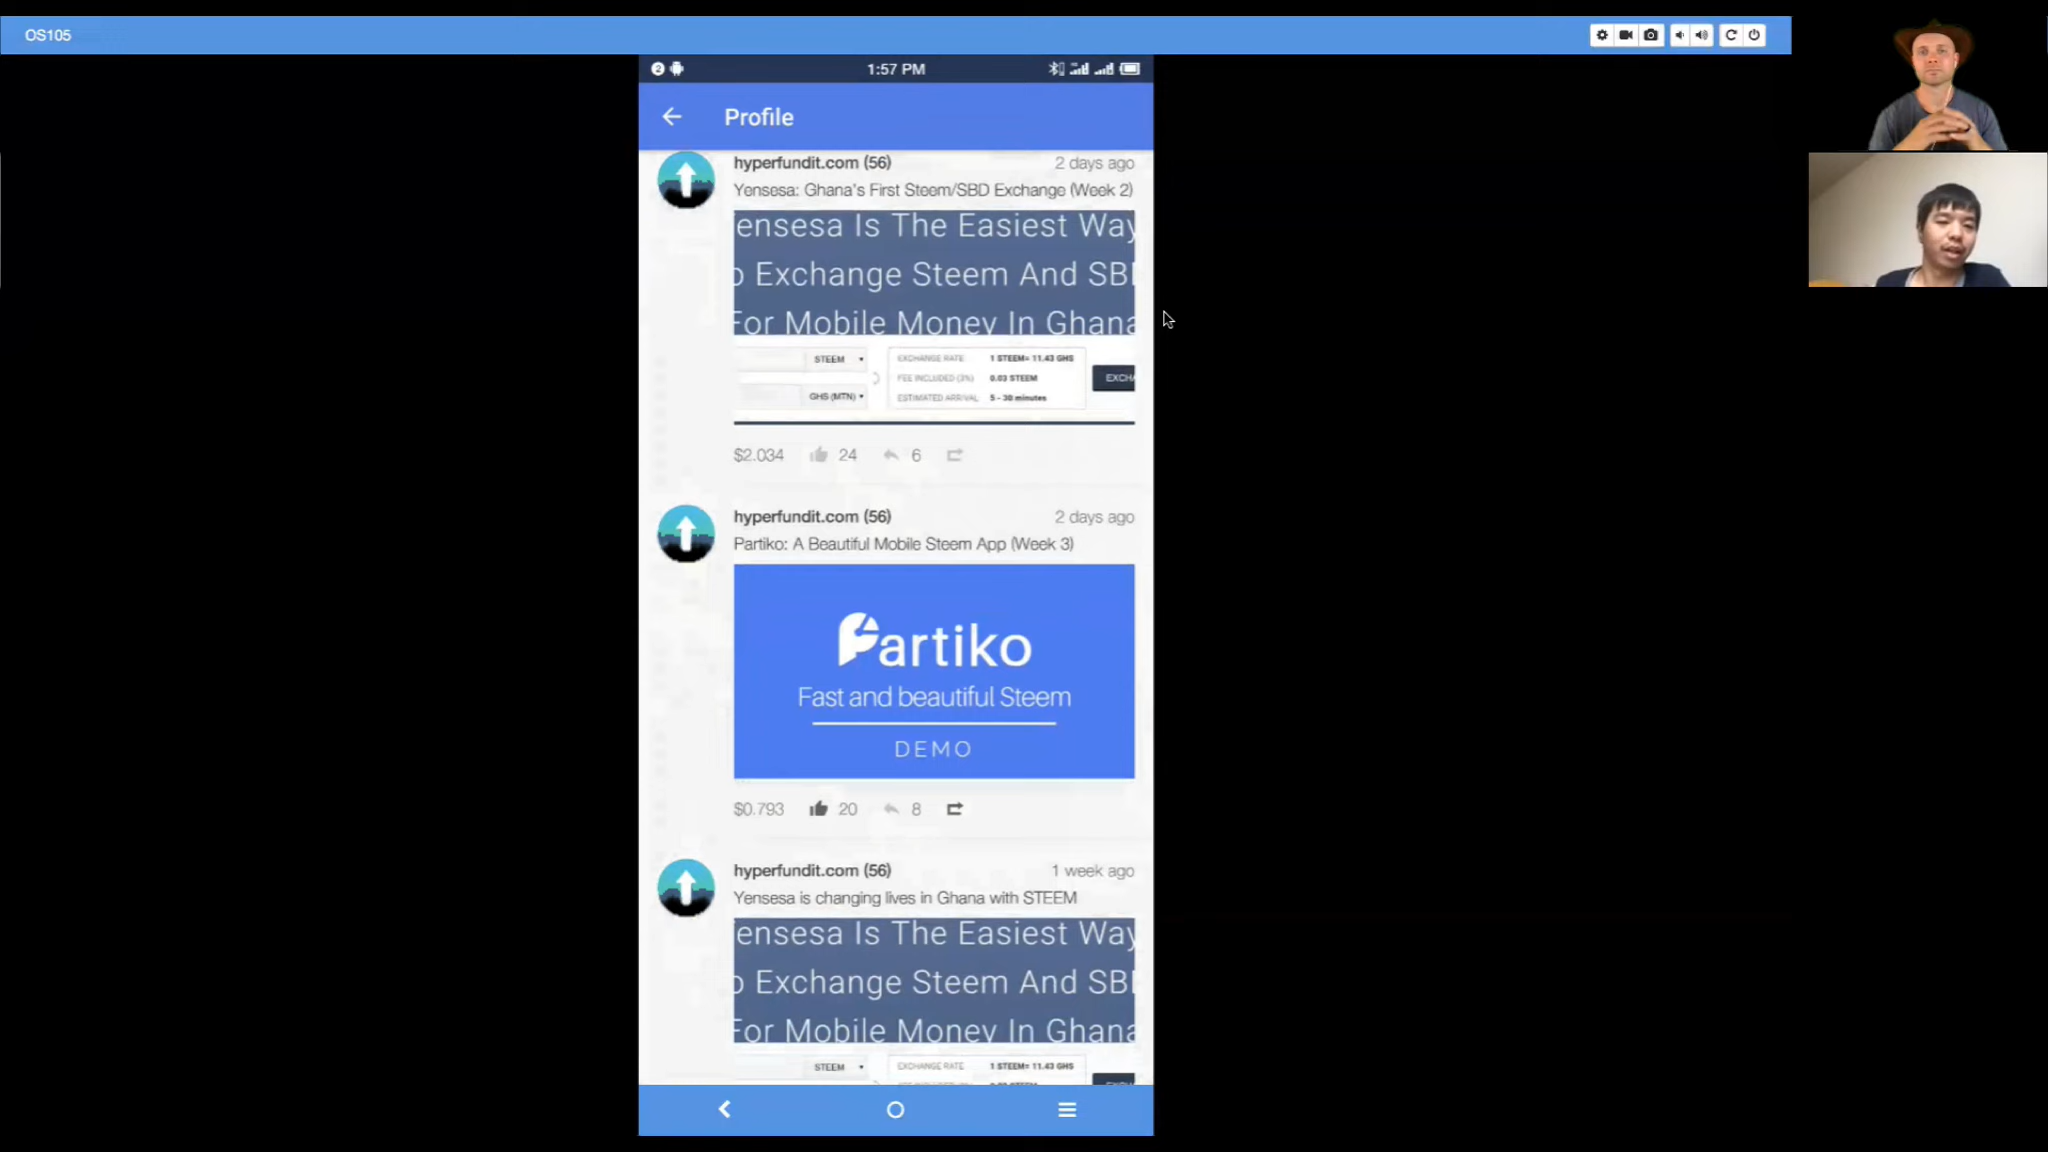 OS105
2
1:57 PM
Profile
hyperfundit.com (56)
2 days ago
Yensesa: Ghana's First Steem/SBD Exchange (Week 2)
ensesa Is The Easiest Way
o Exchange Steem And SB
For Mobile Money In Ghana
STEEM
EXCHANGE RATE
1 STEEM= 11.43 GHS
FEE INCLUDED (3%)
0.03 STEEM
EXCHA
GHS (MTN)
ESTIMATED ARRIVAL
5 - 30 minutes
$2.034
24
6
hyperfundit.com (56)
2 days ago
Partiko: A Beautiful Mobile Steem App (Week 3)
Partiko
Fast and beautiful Steem
DEMO
$0.793
20
8
hyperfundit.com (56)
1 week ago
Yensesa is changing lives in Ghana with STEEM
ensesa Is The Easiest Way
o Exchange Steem And SB
For Mobile Money In Ghana
STEEM
EXCHANGE RATE
1 STEEM= 11.43 GHS